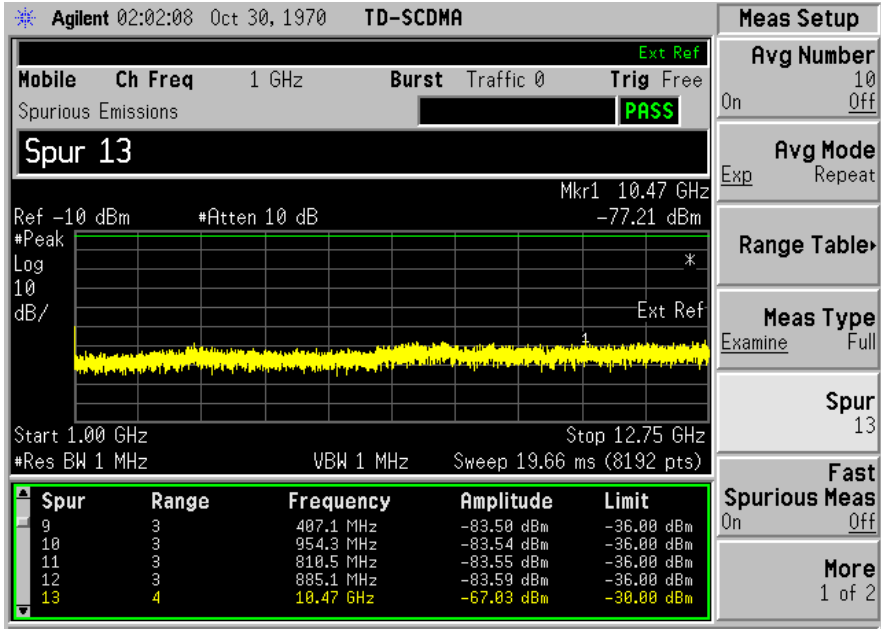 Agilent 02:02:08 Oct 30, 1970 TD-SCDMA
Ext Ref
Mobile Ch Freq 1 GHz Burst Traffic 0 Trig Free
Spurious Emissions PASS
Spur 13
Mkr1 10.47 GHz
Ref -10 dBm #Atten 10 dB -77.21 dBm
#Peak
Log
*
10
dB/
Ext Ref
1
Start 1.00 GHz Stop 12.75 GHz
#Res BW 1 MHz VBW 1 MHz Sweep 19.66 ms (8192 pts)
Spur Range Frequency Amplitude Limit
9 3 407.1 MHz -83.50 dBm -36.00 dBm
10 3 954.3 MHz -83.54 dBm -36.00 dBm
11 3 810.5 MHz -83.55 dBm -36.00 dBm
12 3 885.1 MHz -83.59 dBm -36.00 dBm
13 4 10.47 GHz -67.03 dBm -30.00 dBm
Meas Setup
Avg Number
10
On Off
Avg Mode
Exp Repeat
Range Table
Meas Type
Examine Full
Spur
13
Fast
Spurious Meas
On Off
More
1 of 2